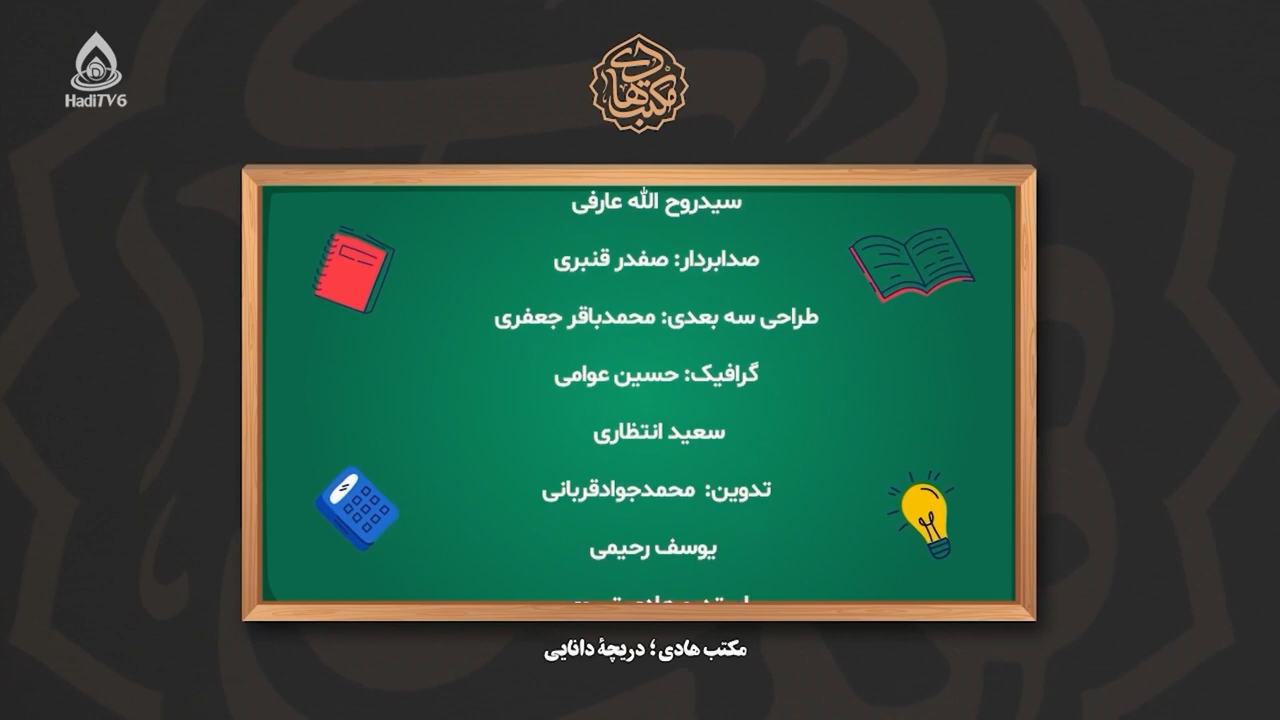 HadiTV6
مکتب هادی
سیدروح الله عارفی
صدابردار: صفدر قنبری
طراحی سه بعدی: محمدباقر جعفری
گرافیک: حسین عوامی
سعید انتظاری
تدوین: محمدجوادقربانی
یوسف رحیمی
مکتب هادی؛ دریچهٔ دانایی